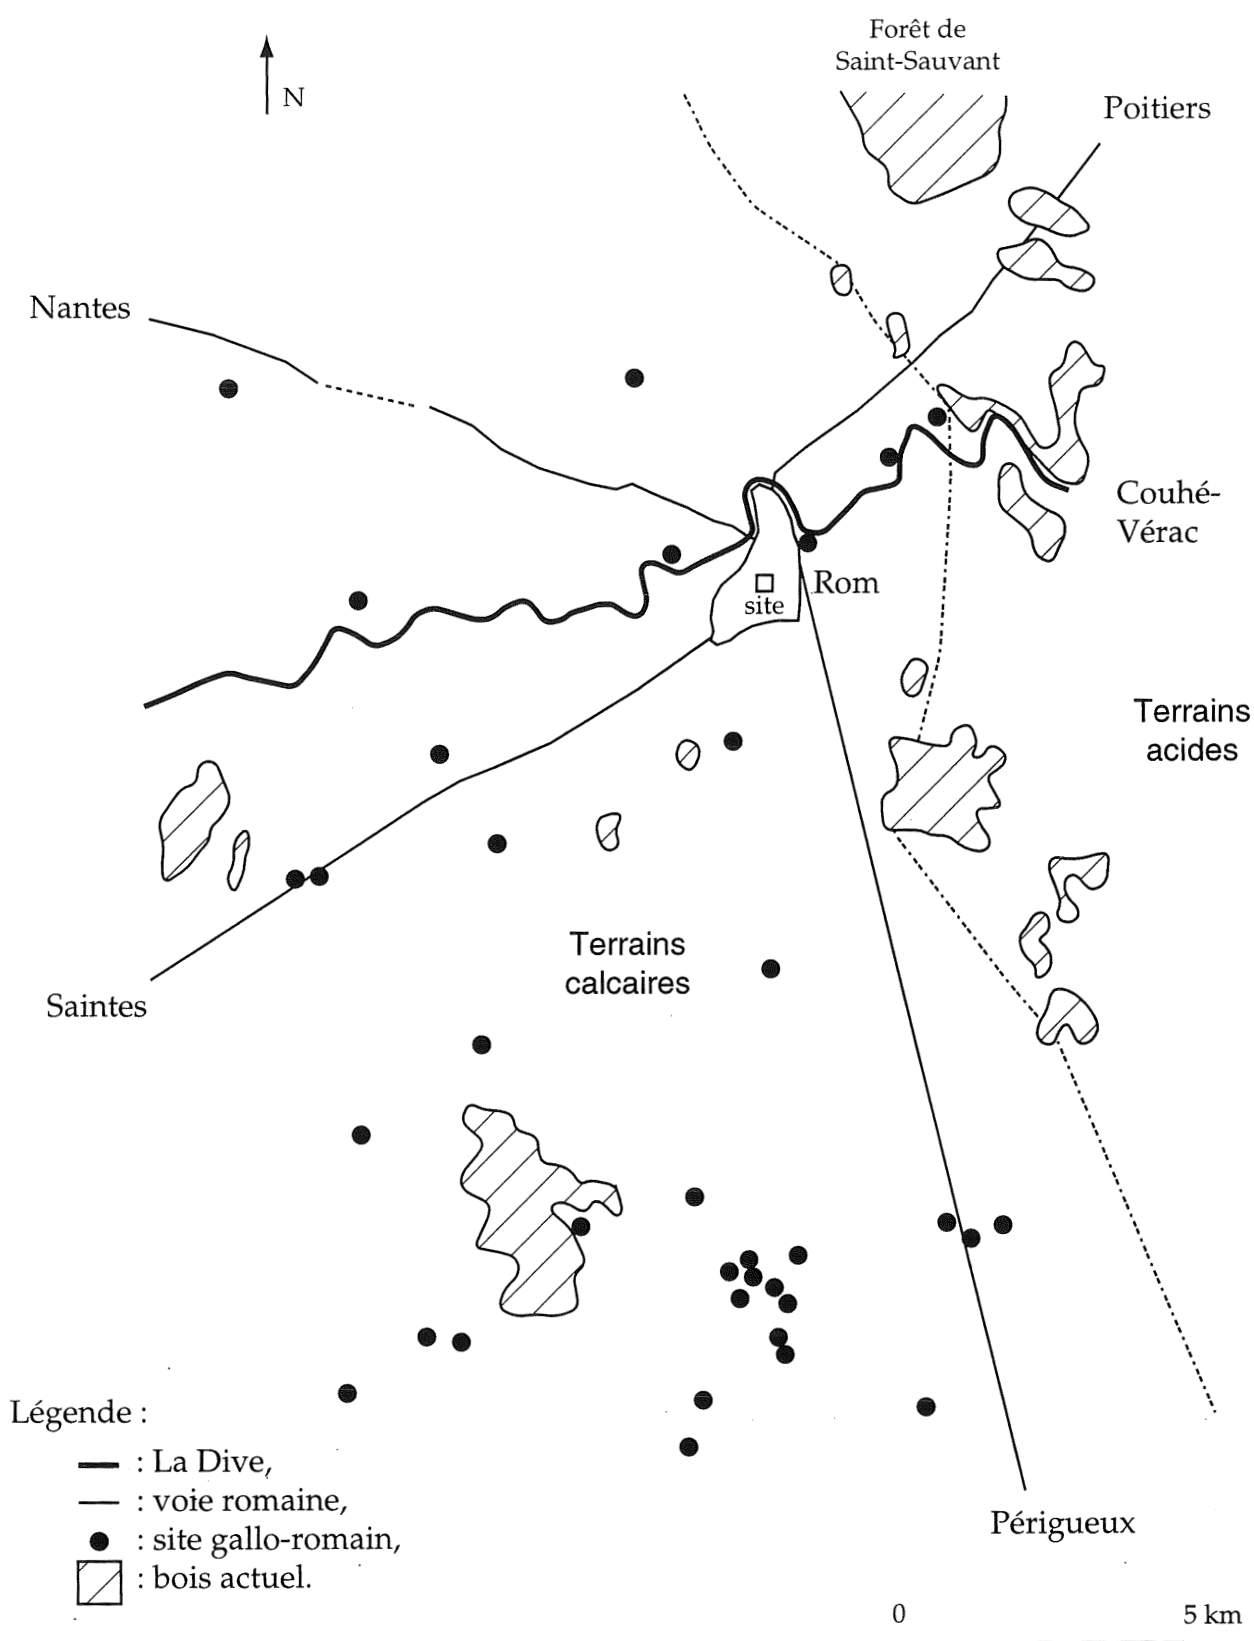 Forêt de
Saint-Sauvant
N
Poitiers
Nantes
Couhé-
Vérac
Rom
site
Terrains
acides
Terrains
calcaires
Saintes
Légende :
: La Dive,
: voie romaine,
: site gallo-romain,
: bois actuel.
Périgueux
0 5 km